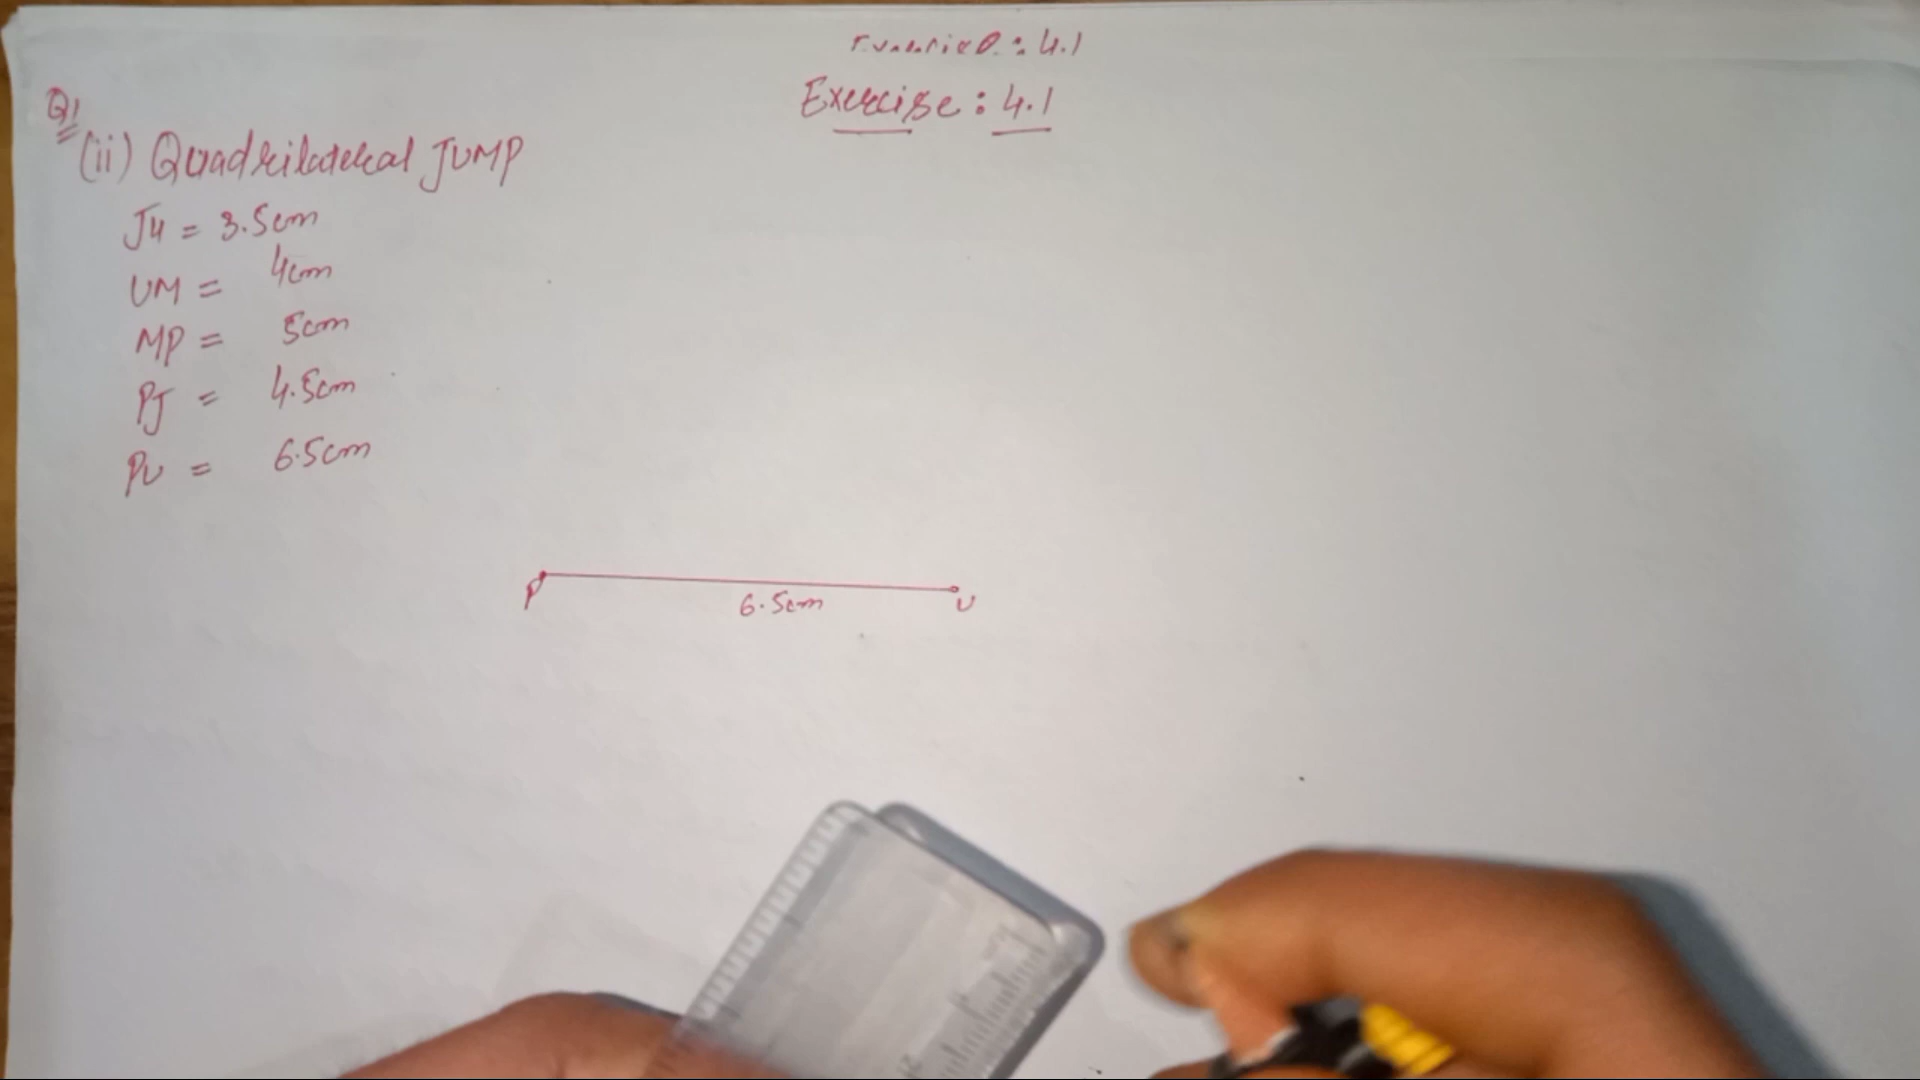 Exercise : 4.1
Q1
(ii) Quadrilateral JUMP
JU = 3.5cm
UM = 4cm
MP = 5cm
PJ = 4.5cm
PU = 6.5cm
P 6.5cm U